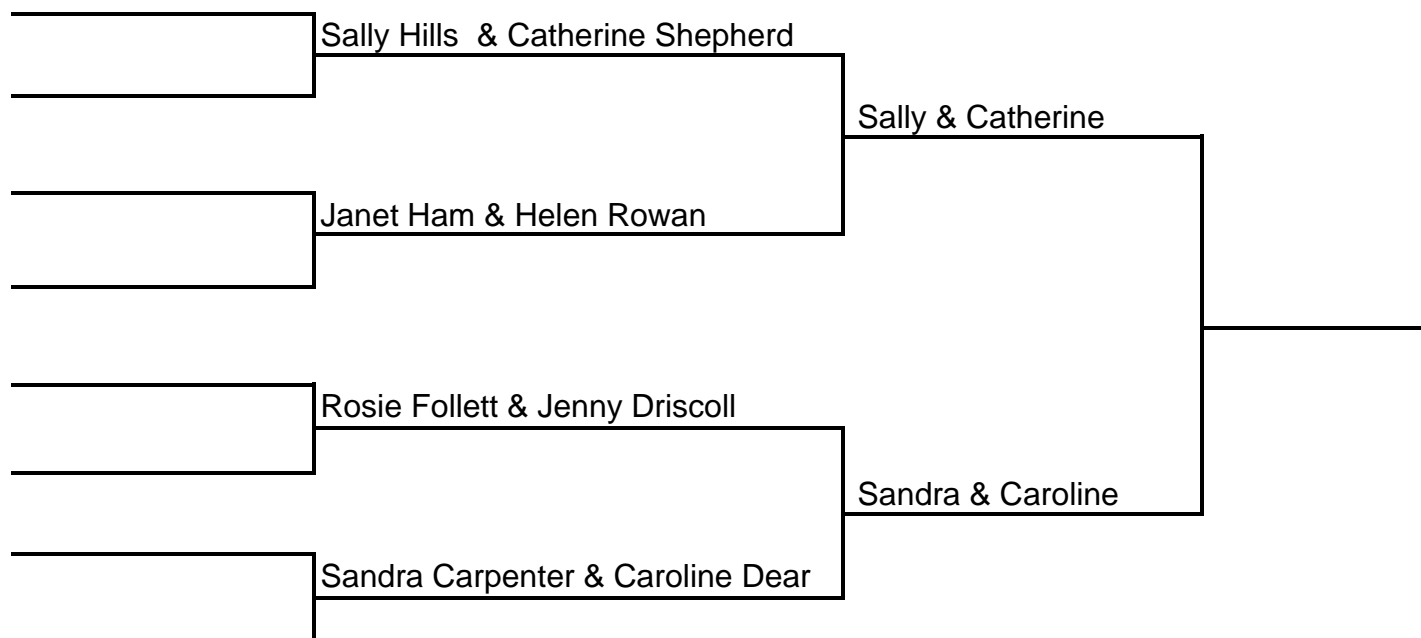 Sally Hills  & Catherine Shepherd
Sally & Catherine
Janet Ham & Helen Rowan
Rosie Follett & Jenny Driscoll
Sandra & Caroline
Sandra Carpenter & Caroline Dear